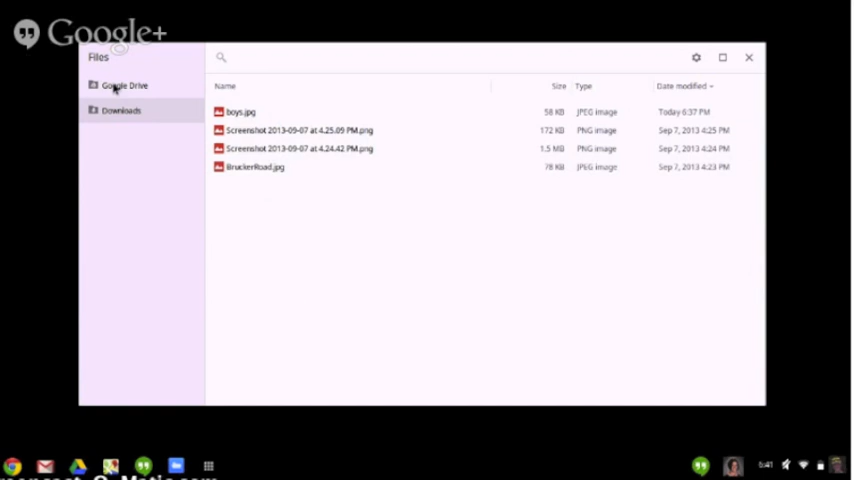 Google+
Files
Google Drive
Downloads
Name Size Type Date modified
boys.jpg 58 KB JPEG image Today 6:37 PM
Screenshot 2013-09-07 at 4.25.09 PM.png 172 KB PNG image Sep 7, 2013 4:25 PM
Screenshot 2013-09-07 at 4.24.42 PM.png 1.5 MB PNG image Sep 7, 2013 4:24 PM
BruckerRoad.jpg 78 KB JPEG image Sep 7, 2013 4:23 PM
6:41